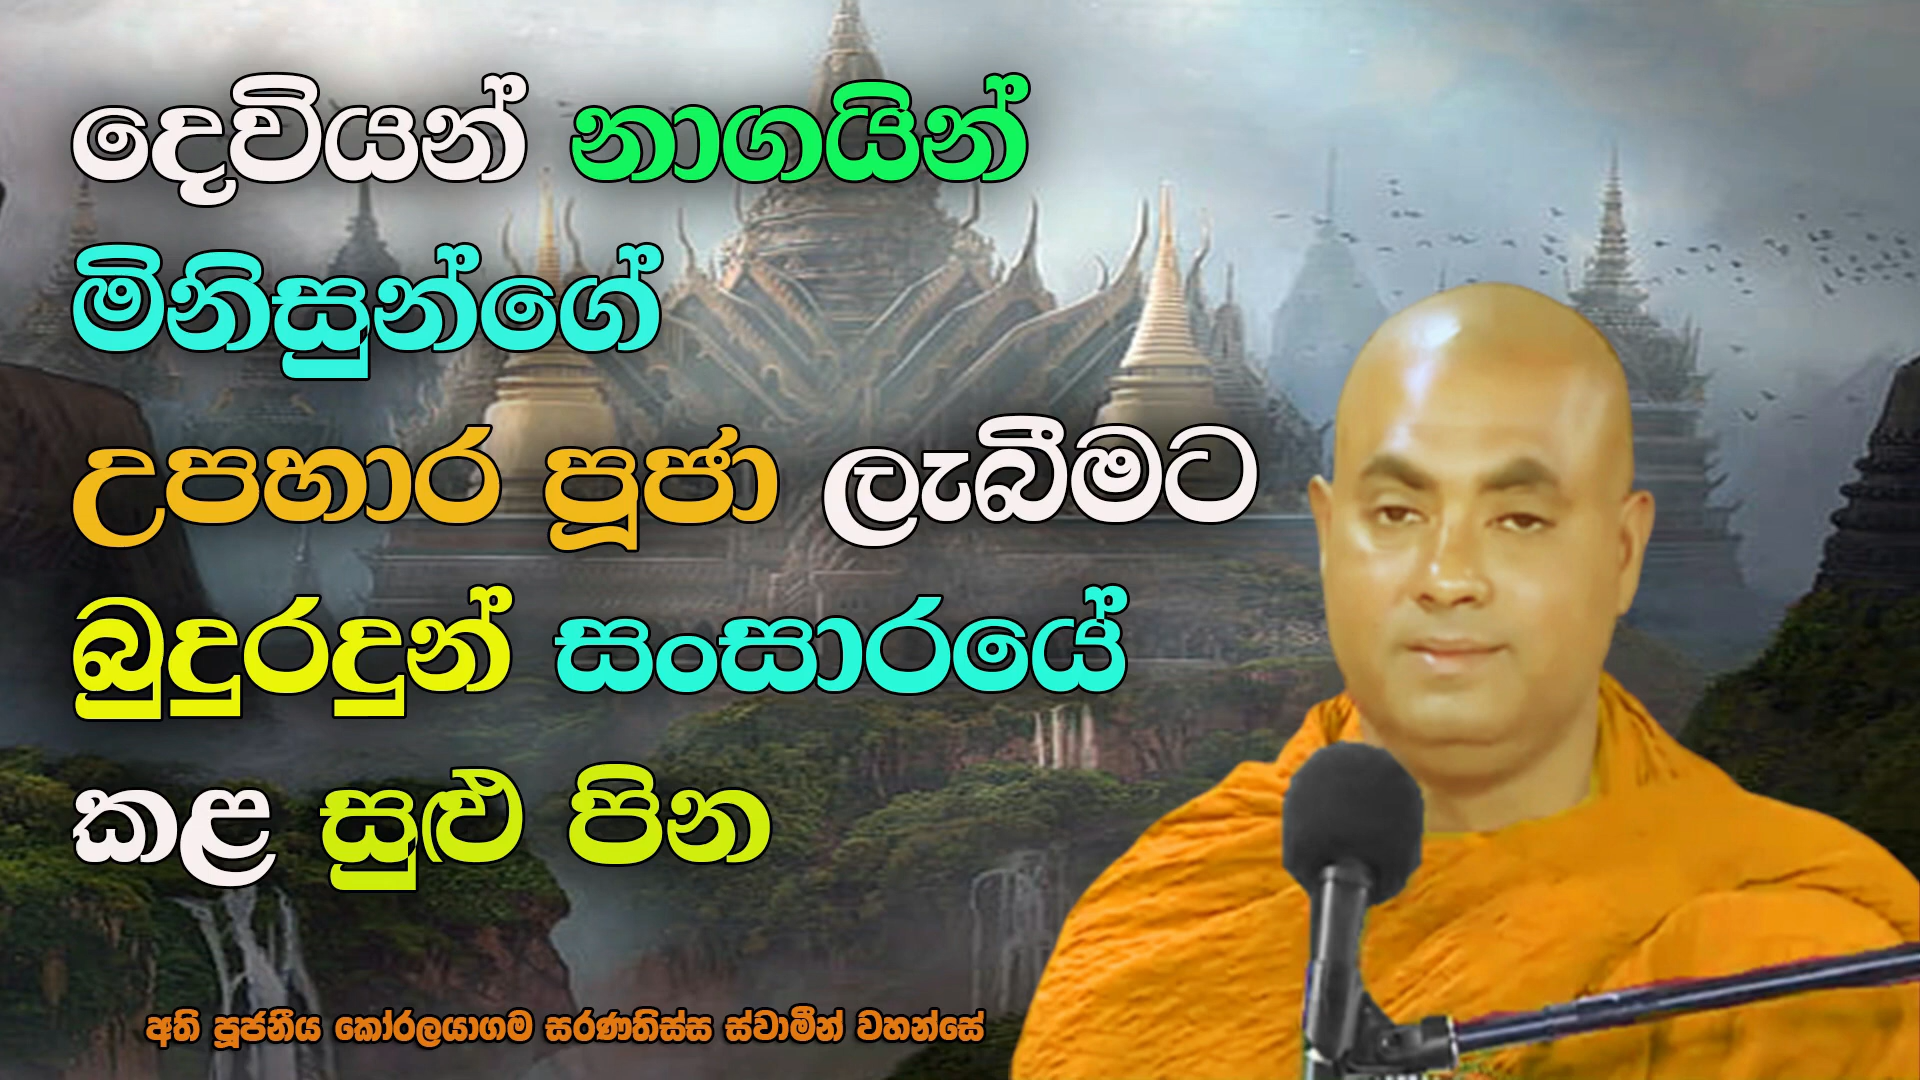 දෙවියන් නාගයින්
මිනිසුන්ගේ
උපහාර පූජා ලැබීමට
බුදුරදුන් සංසාරයේ
කළ සුළු පින
අති පූජනීය කෝරලයාගම සරණතිස්ස ස්වාමීන් වහන්සේ